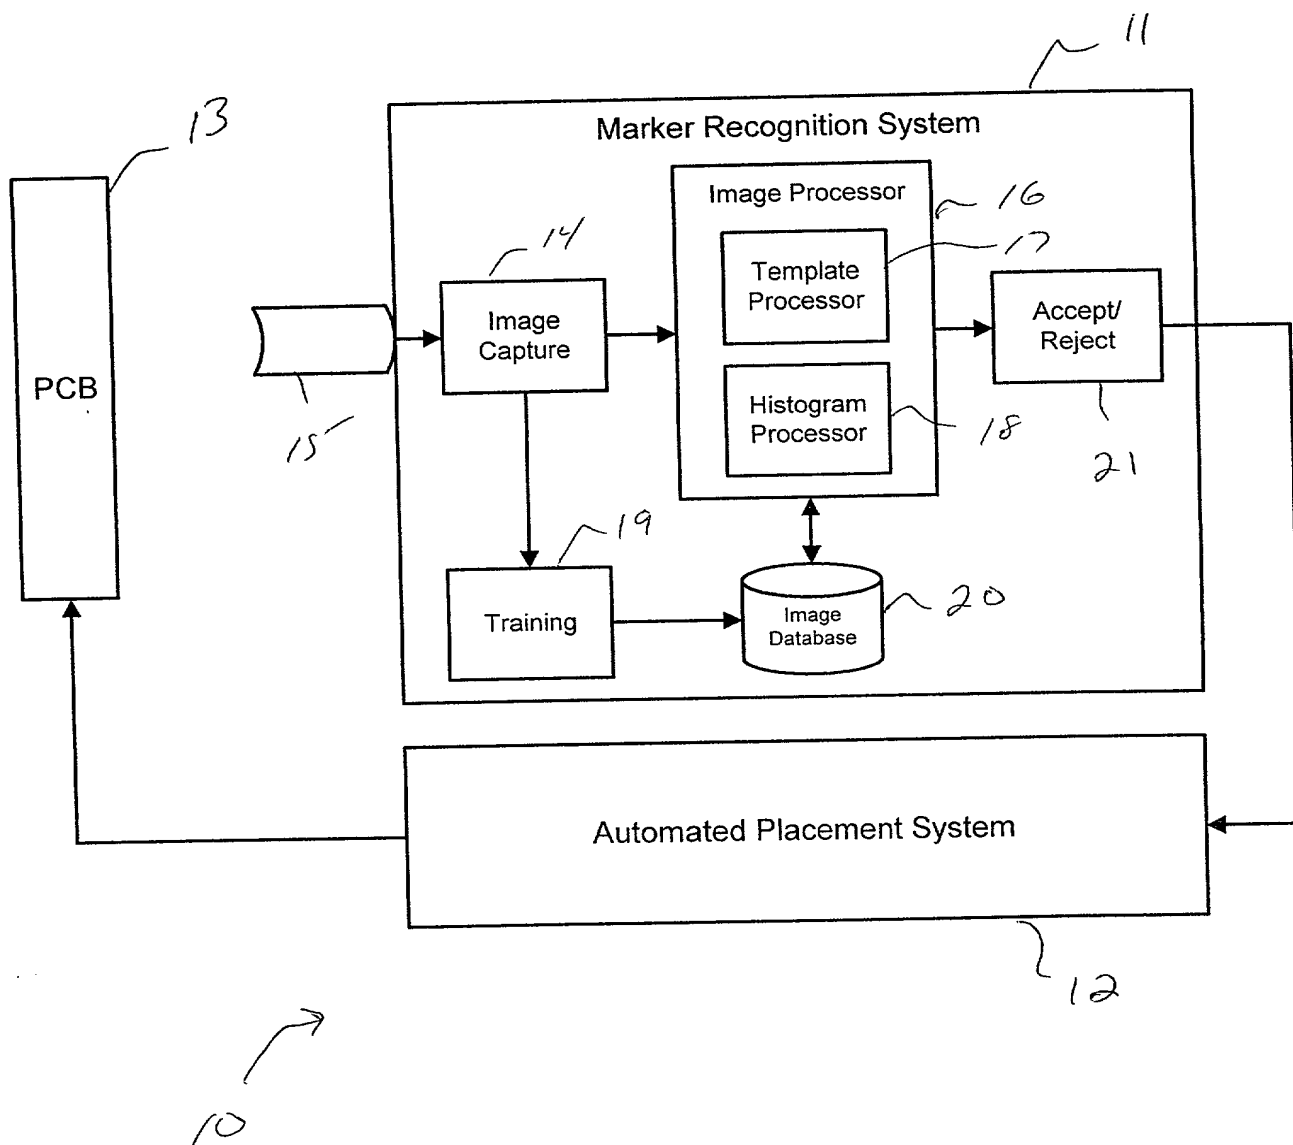 11
Marker Recognition System
13
Image Processor
16
14
17
Template
Processor
Image
Capture
Accept/
Reject
PCB
Histogram
Processor
15
18
21
19
Training
Image
Database
20
Automated Placement System
12
10